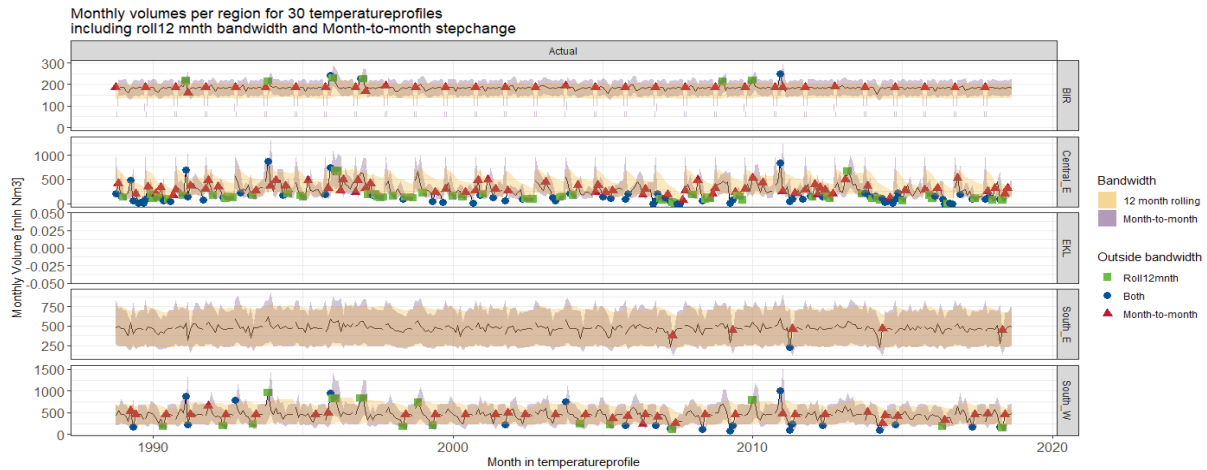 Monthly volumes per region for 30 temperatureprofiles
including roll12 mnth bandwidth and Month-to-month stepchange
Actual
Monthly Volume [mln Nm3]
300
200
100
0
BIR
1000
500
0
Central_E
0.050
0.025
0.000
-0.025
-0.050
EKL
750
500
250
South_E
1500
1000
500
0
South_W
1990
2000
2010
2020
Month in temperatureprofile
Bandwidth
12 month rolling
Month-to-month
Outside bandwidth
Roll12mnth
Both
Month-to-month